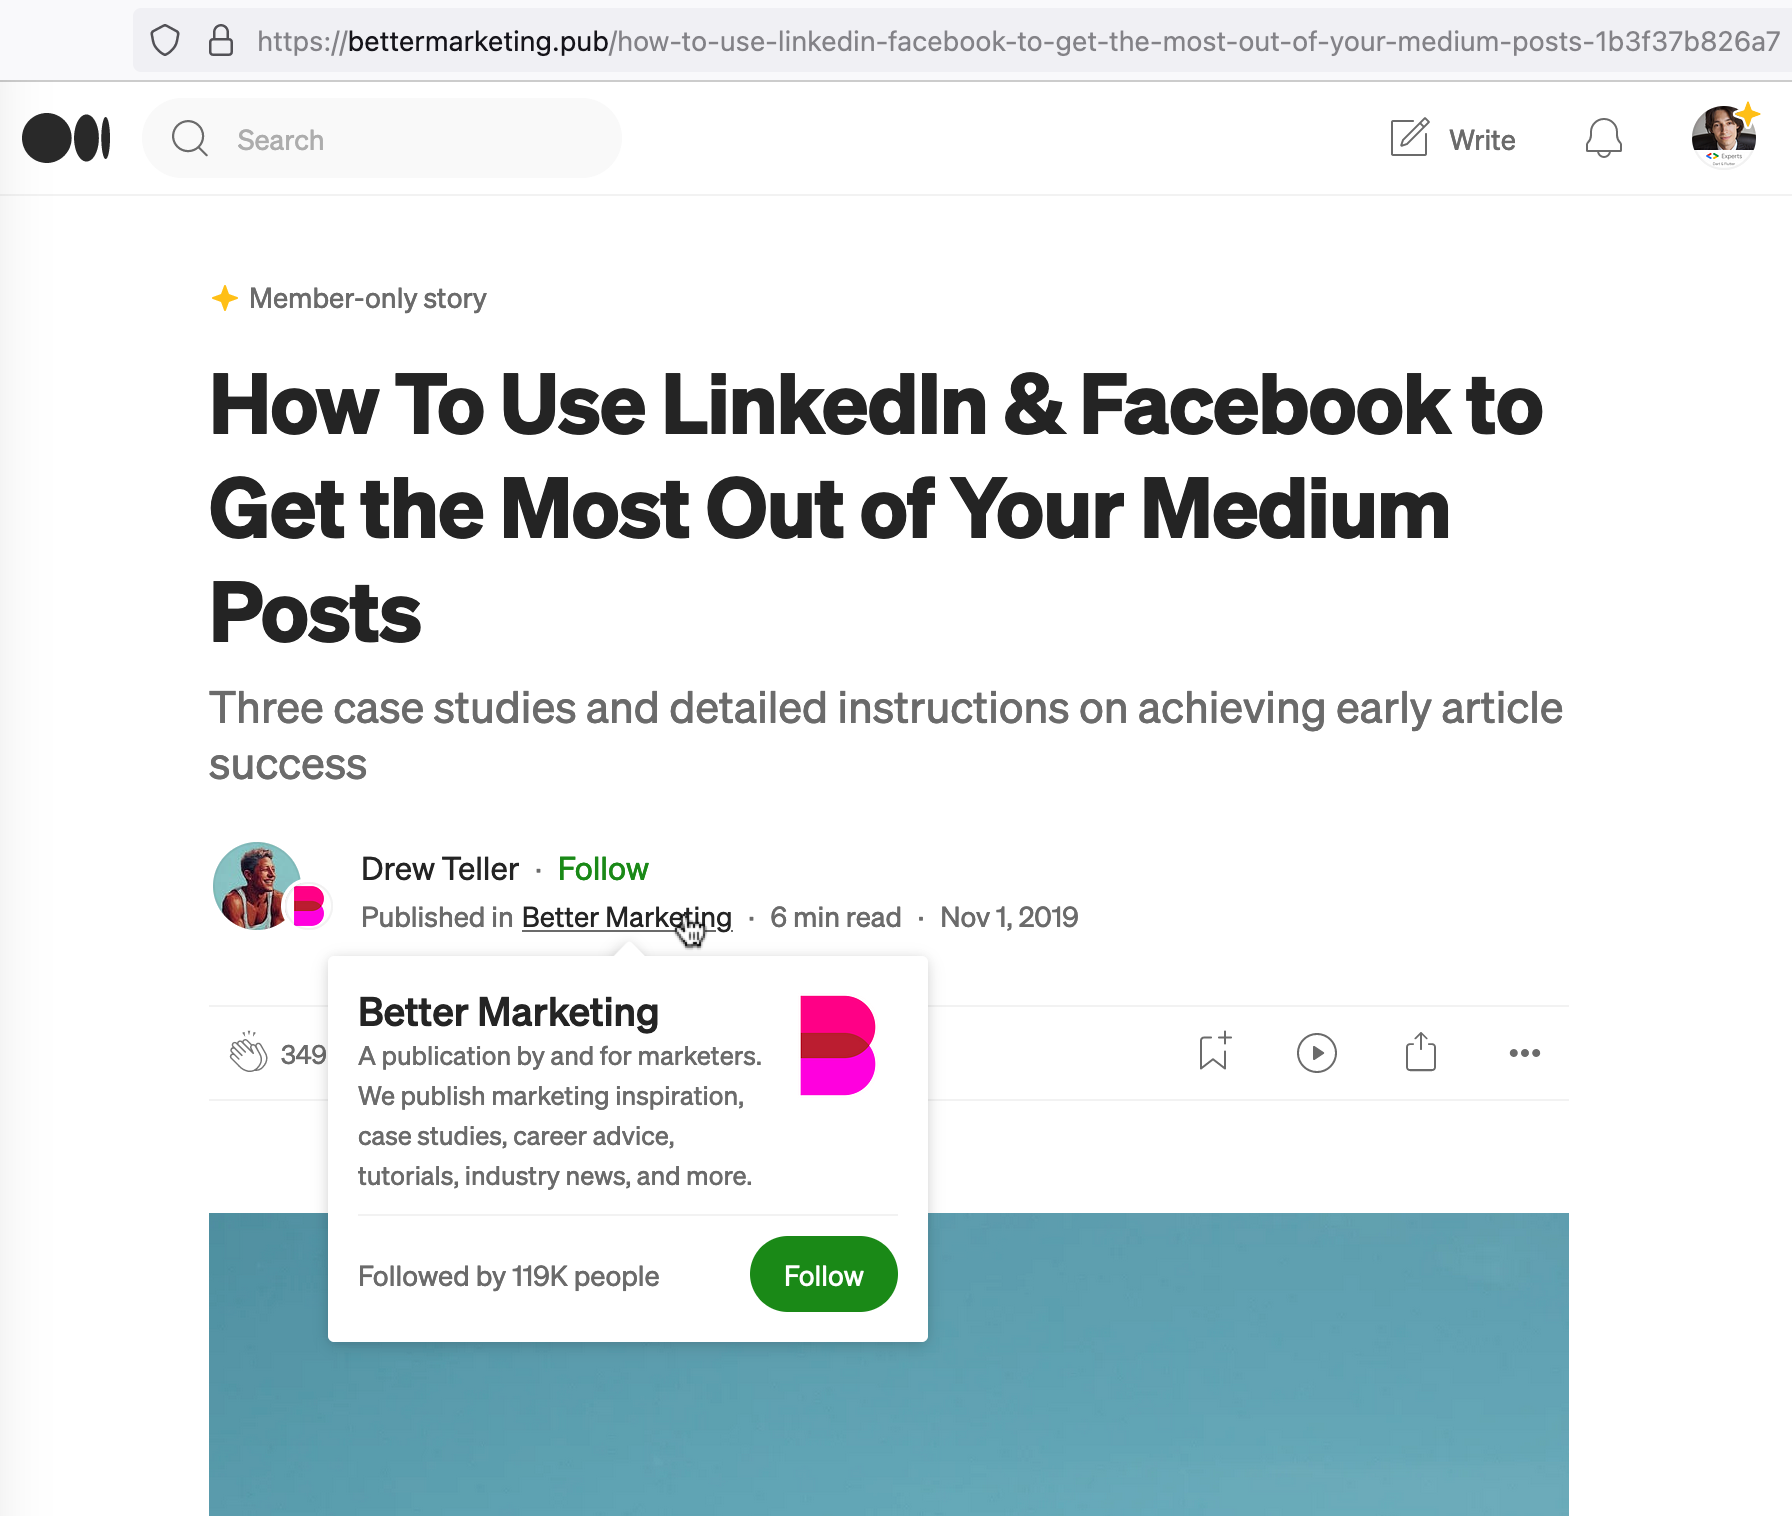 https://bettermarketing.pub/how-to-use-linkedin-facebook-to-get-the-most-out-of-your-medium-posts-1b3f37b826a7
Search
Write
Experts
Member-only story
How To Use LinkedIn & Facebook to
Get the Most Out of Your Medium
Posts
Three case studies and detailed instructions on achieving early article
success
Drew Teller · Follow
Published in Better Marketing · 6 min read · Nov 1, 2019
349
Better Marketing
A publication by and for marketers.
We publish marketing inspiration,
case studies, career advice,
tutorials, industry news, and more.
Followed by 119K people
Follow